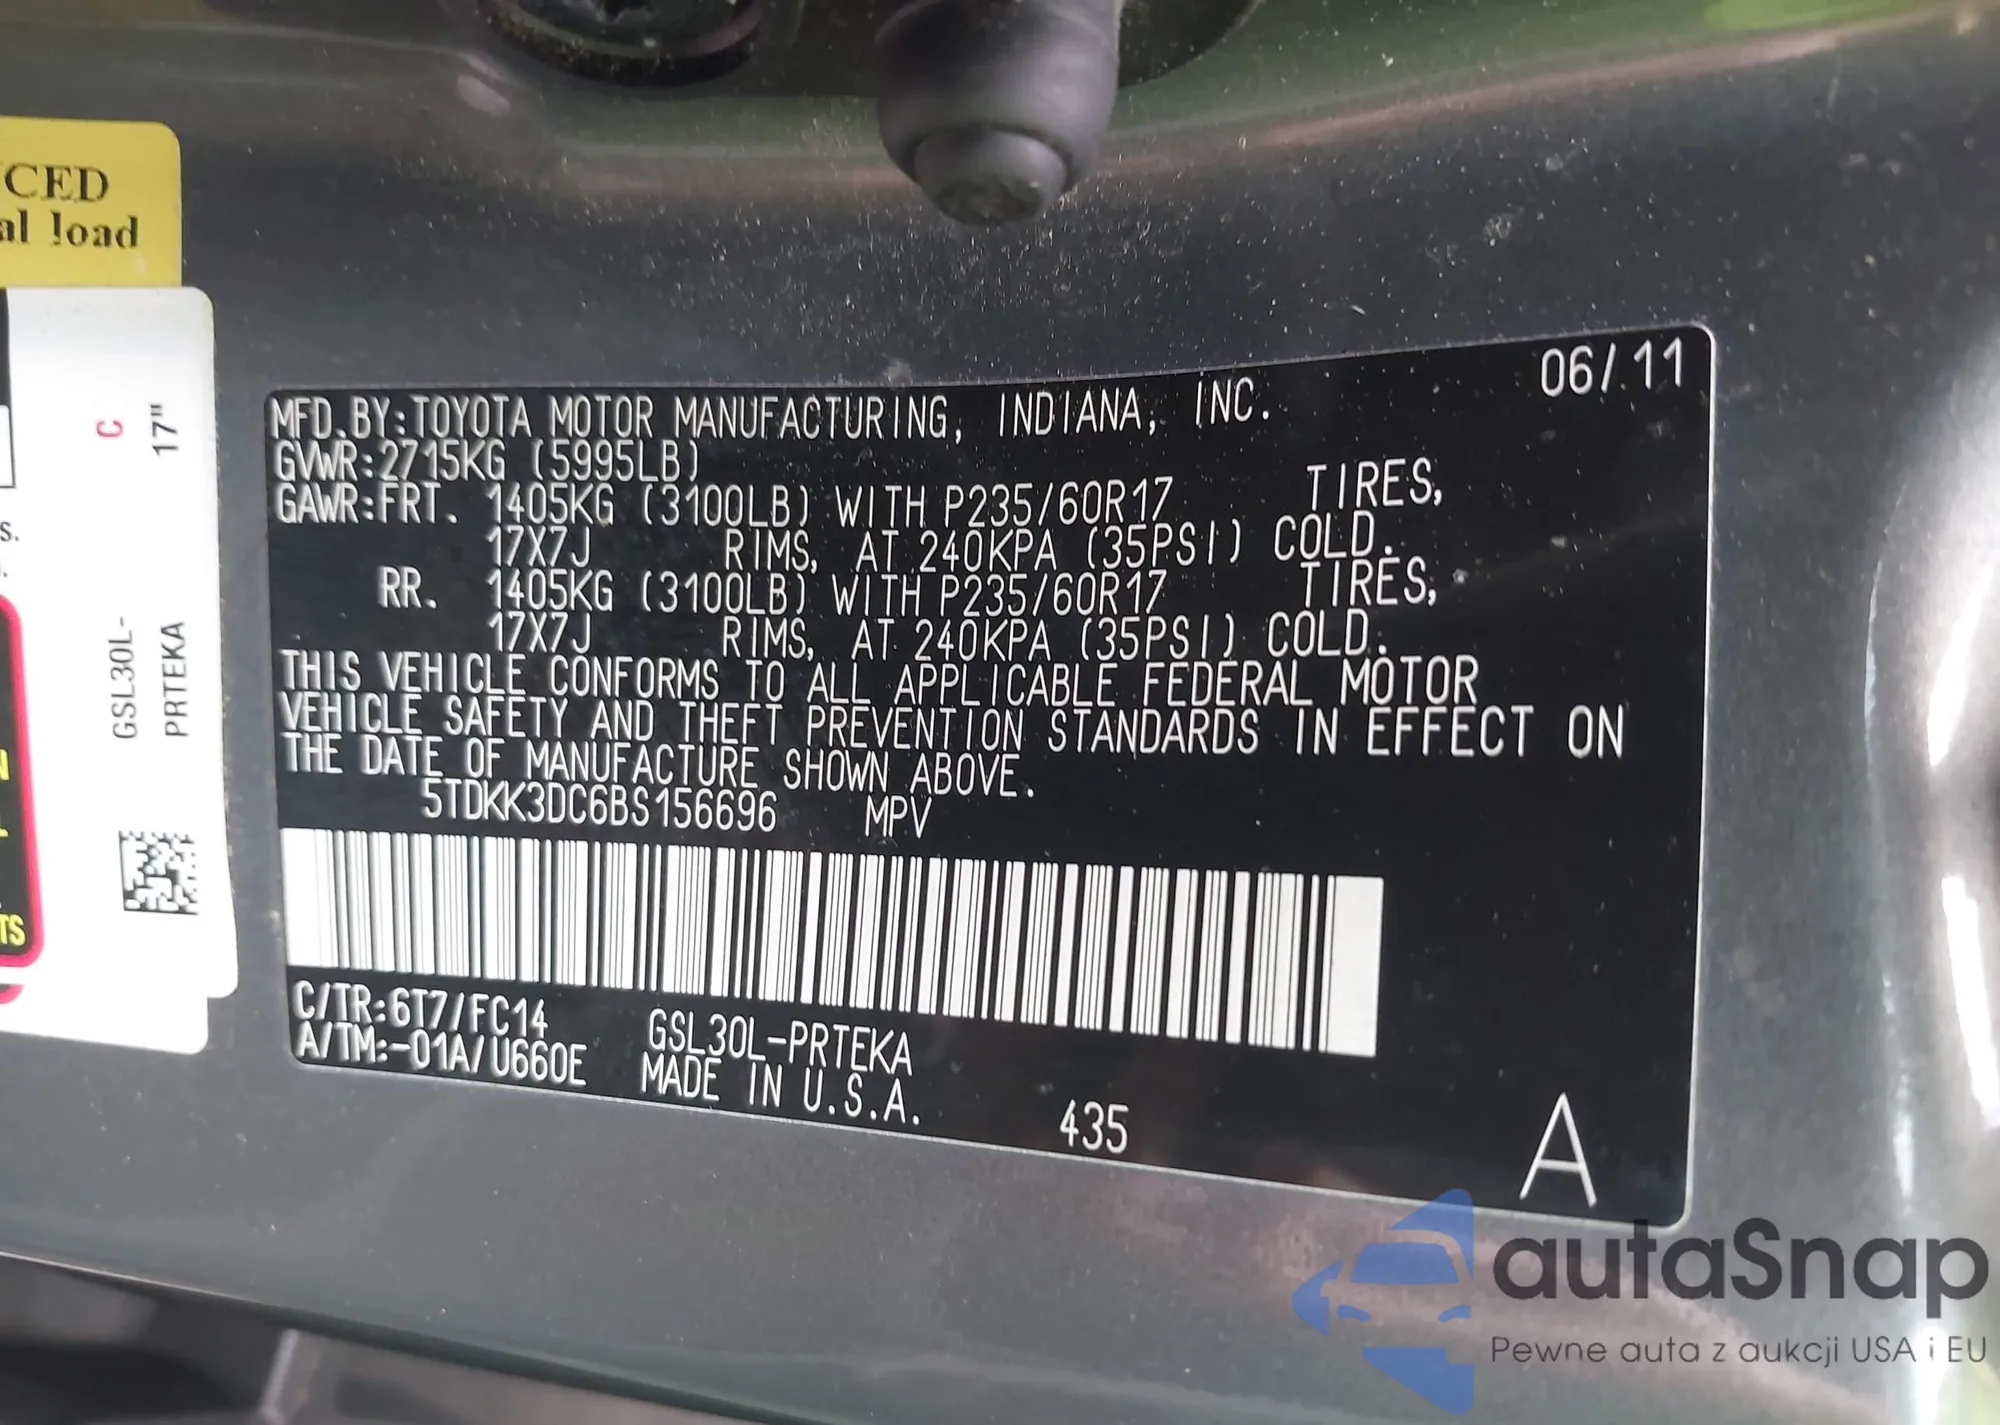 CED
al load
C
17"
s.
GSL30L-
PRTEKA
N
TS
06/11
MFD.BY:TOYOTA MOTOR MANUFACTURING, INDIANA, INC.
GVWR:2715KG (5995LB)
GAWR:FRT. 1405KG (3100LB) WITH P235/60R17 TIRES,
17X7J RIMS, AT 240KPA (35PSI) COLD.
RR. 1405KG (3100LB) WITH P235/60R17 TIRES,
17X7J RIMS, AT 240KPA (35PSI) COLD.
THIS VEHICLE CONFORMS TO ALL APPLICABLE FEDERAL MOTOR
VEHICLE SAFETY AND THEFT PREVENTION STANDARDS IN EFFECT ON
THE DATE OF MANUFACTURE SHOWN ABOVE.
5TDKK3DC6BS156696 MPV
C/TR:6T7/FC14 GSL30L-PRTEKA
A/TM:-01A/U660E MADE IN U.S.A.
435
A
autaSnap
Pewne auta z aukcji USA i EU